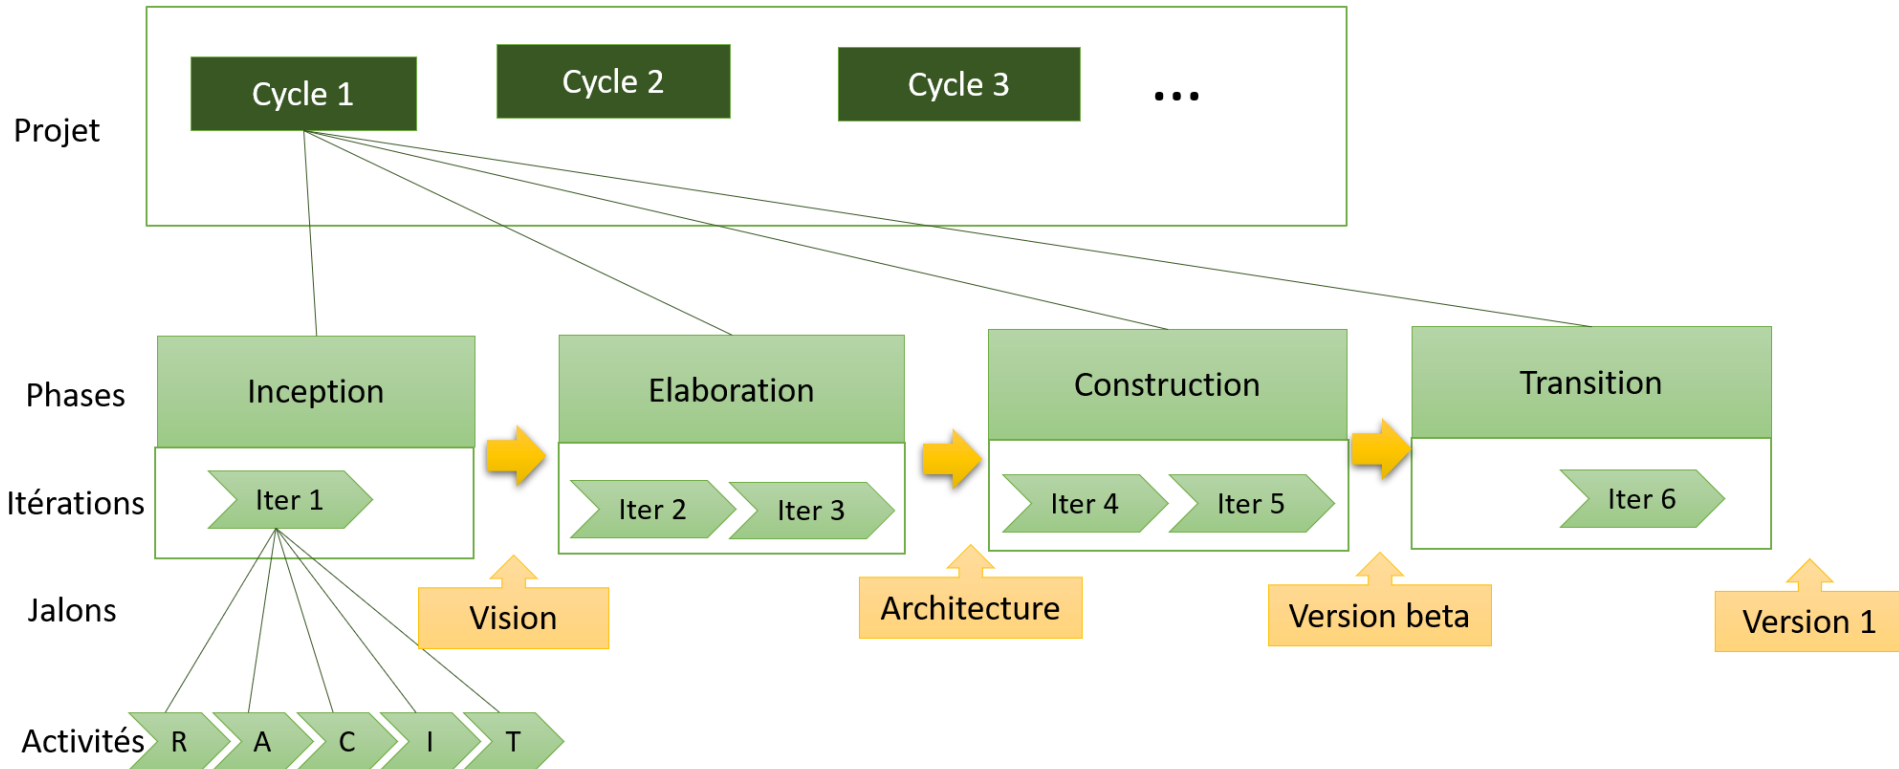 Projet
Cycle 1
Cycle 2
Cycle 3
...
Phases
Inception
Elaboration
Construction
Transition
Itérations
Iter 1
Iter 2
Iter 3
Iter 4
Iter 5
Iter 6
Jalons
Vision
Architecture
Version beta
Version 1
Activités
R
A
C
I
T